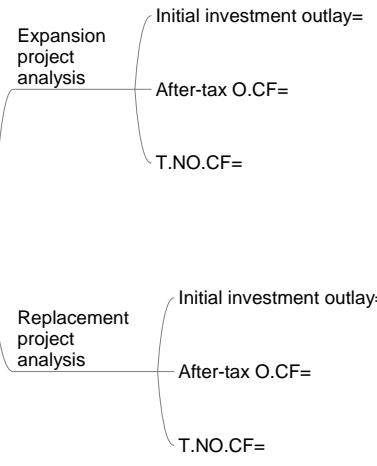 Expansion
project
analysis
Initial investment outlay=
After-tax O.CF=
T.NO.CF=
Replacement
project
analysis
Initial investment outlay=
After-tax O.CF=
T.NO.CF=